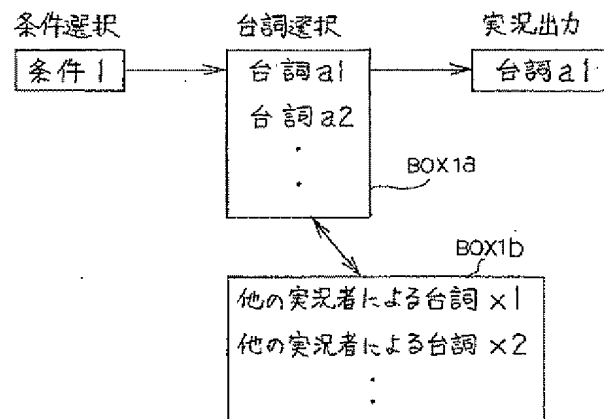 条件選択
台詞選択
実況出力
条件1
台詞a1
台詞a1
台詞a2
・
・
BOX1a
BOX1b
他の実況者による台詞 x1
他の実況者による台詞 x2
・
・